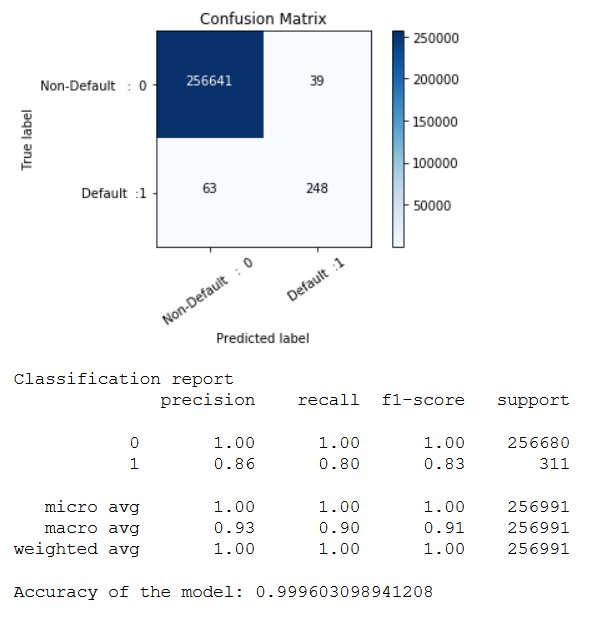 Confusion Matrix
Non-Default : 0
256641
39
250000
200000
150000
100000
50000
True label
Default :1
63
248
Non-Default : 0
Default :1
Predicted label
Classification report
precision recall f1-score support
0 1.00 1.00 1.00 256680
1 0.86 0.80 0.83 311
micro avg 1.00 1.00 1.00 256991
macro avg 0.93 0.90 0.91 256991
weighted avg 1.00 1.00 1.00 256991
Accuracy of the model: 0.999603098941208